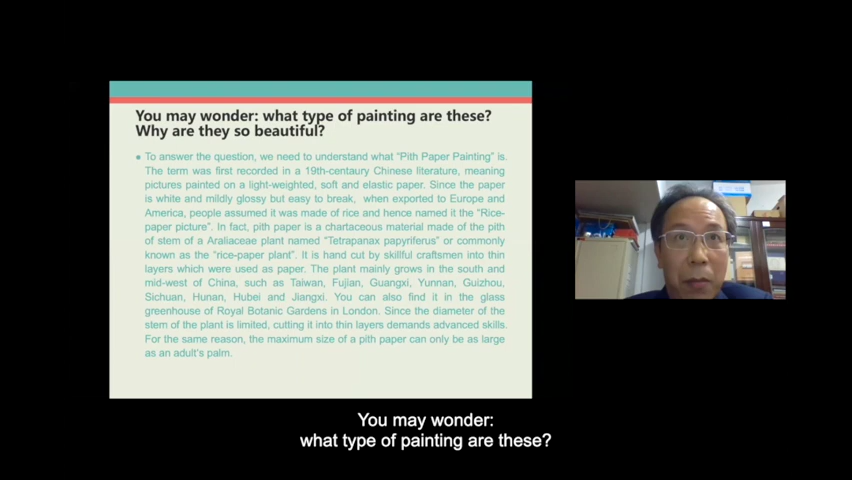 You may wonder: what type of painting are these?
Why are they so beautiful?
To answer the question, we need to understand what "Pith Paper Painting" is.
The term was first recorded in a 19th-centaury Chinese literature, meaning
pictures painted on a light-weighted, soft and elastic paper. Since the paper
is white and mildly glossy but easy to break, when exported to Europe and
America, people assumed it was made of rice and hence named it the "Rice-
paper picture". In fact, pith paper is a chartaceous material made of the pith
of stem of a Araliaceae plant named "Tetrapanax papyriferus" or commonly
known as the "rice-paper plant". It is hand cut by skillful craftsmen into thin
layers which were used as paper. The plant mainly grows in the south and
mid-west of China, such as Taiwan, Fujian, Guangxi, Yunnan, Guizhou,
Sichuan, Hunan, Hubei and Jiangxi. You can also find it in the glass
greenhouse of Royal Botanic Gardens in London. Since the diameter of the
stem of the plant is limited, cutting it into thin layers demands advanced skills.
For the same reason, the maximum size of a pith paper can only be as large
as an adult's palm.
You may wonder:
what type of painting are these?